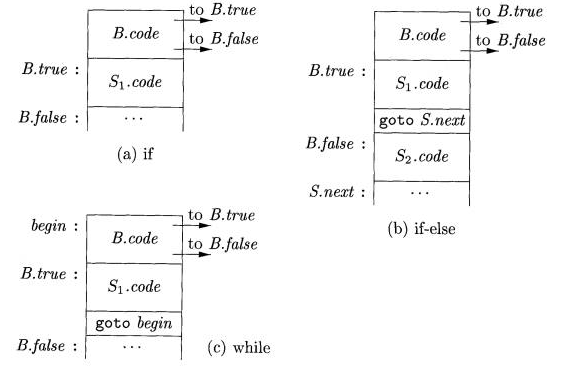 to B.true
B.code
to B.false
B.true :
S₁.code
B.false :
...
(a) if
to B.true
B.code
to B.false
B.true :
S₁.code
goto S.next
B.false :
S₂.code
S.next :
...
(b) if-else
begin :
to B.true
B.code
to B.false
B.true :
S₁.code
goto begin
B.false :
...
(c) while